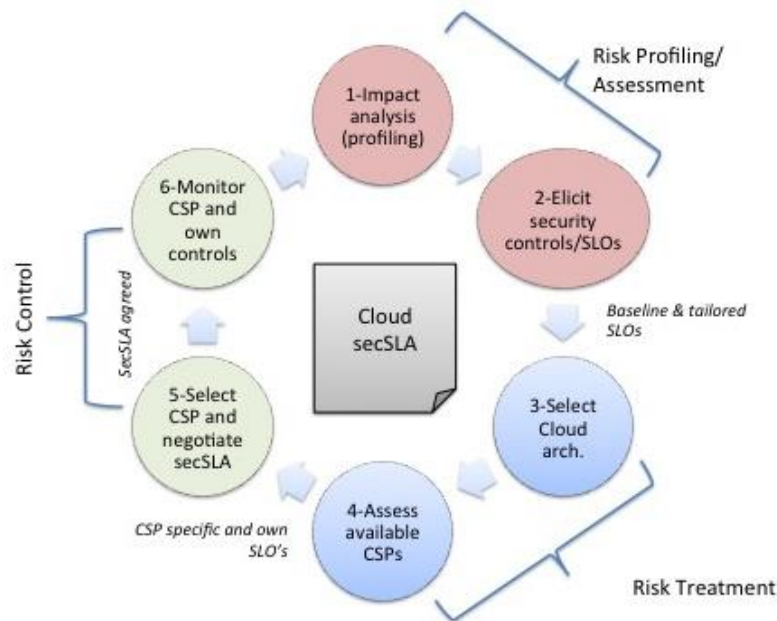 Risk Profiling/
Assessment
1-Impact
analysis
(profiling)
2-Elicit
security
controls/SLOs
Baseline & tailored
SLOs
3-Select
Cloud
arch.
Risk Treatment
4-Assess
available
CSPs
CSP specific and own
SLO's
5-Select
CSP and
negotiate
secSLA
SecSLA agreed
Risk Control
6-Monitor
CSP and
own
controls
Cloud
secSLA